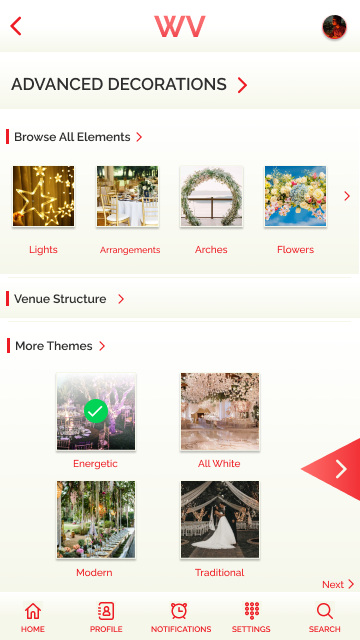 WV
ADVANCED DECORATIONS
Browse All Elements
Lights
Arrangements
Arches
Flowers
Venue Structure
More Themes
Energetic
All White
Modern
Traditional
Next
HOME
PROFILE
NOTIFICATIONS
SETTINGS
SEARCH